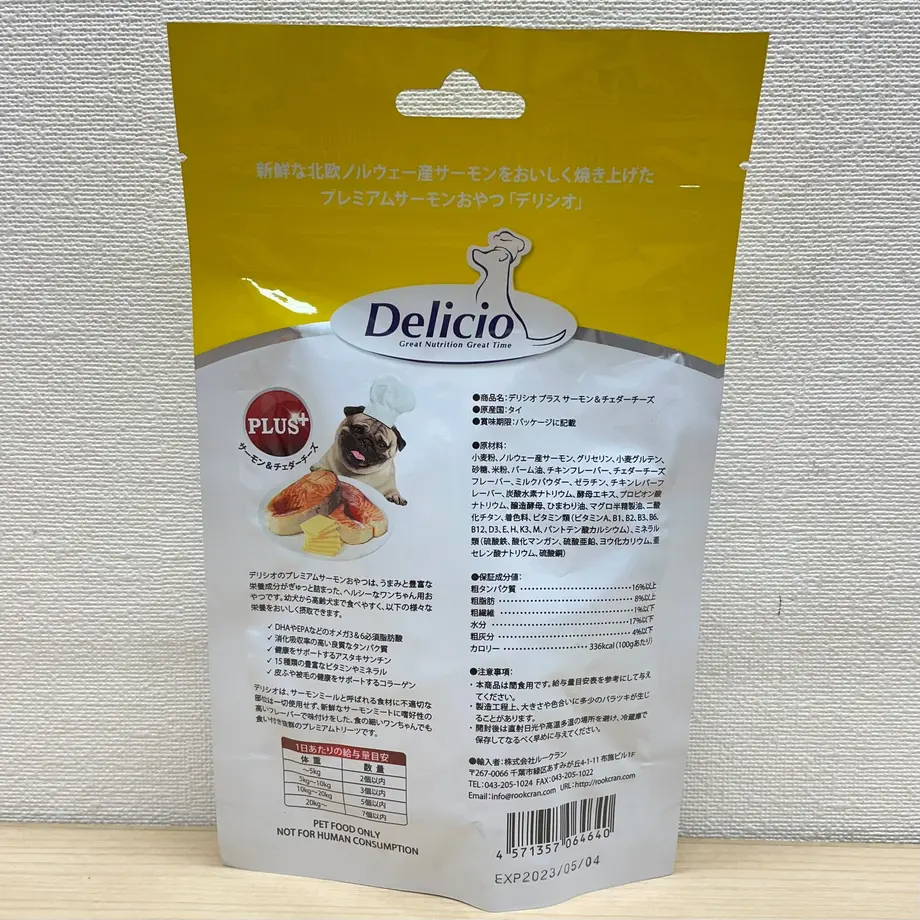 新鮮な北欧ノルウェー産サーモンをおいしく焼き上げた
プレミアムサーモンおやつ「デリシオ」
Delicio
Great Nutrition Great Time
PLUS+
サーモン&チェダーチーズ
デリシオのプレミアムサーモンおやつは、うまみと豊富な
栄養成分がぎゅっと詰まった、ヘルシーなワンちゃん用お
やつです。幼犬から高齢犬まで食べやすく、以下の様々な
栄養をおいしく摂取できます。
✓ DHAやEPAなどのオメガ3&6必須脂肪酸
✓ 消化吸収率の高い良質なタンパク質
✓ 健康をサポートするアスタキサンチン
✓ 15種類の豊富なビタミンやミネラル
✓ 皮ふや被毛の健康をサポートするコラーゲン
デリシオは、サーモンミールと呼ばれる食材に不適切な
部位は一切使用せず、新鮮なサーモンミートに嗜好性の
高いフレーバーで味付けをした、食の細いワンちゃんでも
食い付き抜群のプレミアムトリーツです。
1日あたりの給与量目安
体 重 数 量
~5kg 2個以内
5kg~10kg 3個以内
10kg~20kg 5個以内
20kg~ 7個以内
PET FOOD ONLY
NOT FOR HUMAN CONSUMPTION
●商品名:デリシオ プラス サーモン&チェダーチーズ
●原産国:タイ
●賞味期限:パッケージに記載
●原材料:
小麦粉、ノルウェー産サーモン、グリセリン、小麦グルテン、
砂糖、米粉、パーム油、チキンフレーバー、チェダーチーズ
フレーバー、ミルクパウダー、ゼラチン、チキンレバーフ
レーバー、炭酸水素ナトリウム、酵母エキス、プロピオン酸
ナトリウム、醸造酵母、ひまわり油、マグロ半精製油、二酸
化チタン、着色料、ビタミン類(ビタミンA, B1, B2, B3, B6,
B12, D3, E, H, K3, M, パントテン酸カルシウム)、ミネラル
類(硫酸鉄、酸化マンガン、硫酸亜鉛、ヨウ化カリウム、亜
セレン酸ナトリウム、硫酸銅)
●保証成分値:
粗タンパク質 16%以上
粗脂肪 8%以上
粗繊維 1%以下
水分 17%以下
粗灰分 4%以下
カロリー 336kcal(100gあたり)
●注意事項:
・本商品は間食用です。給与量目安表を参考にして与え
てください。
・製造工程上、大きさや色合いに多少のバラツキが生じ
ることがあります。
・開封後は直射日光や高温多湿の場所を避け、冷蔵庫で
保存してなるべく早めに与えてください。
●輸入者:株式会社ルークラン
〒267-0066 千葉市緑区あすみが丘4-1-11 布施ビル1F
TEL:043-205-1024 FAX:043-205-1022
Email:info@rookcran.com URL:http://rookcran.com
4 571357 064640
EXP2023/05/04